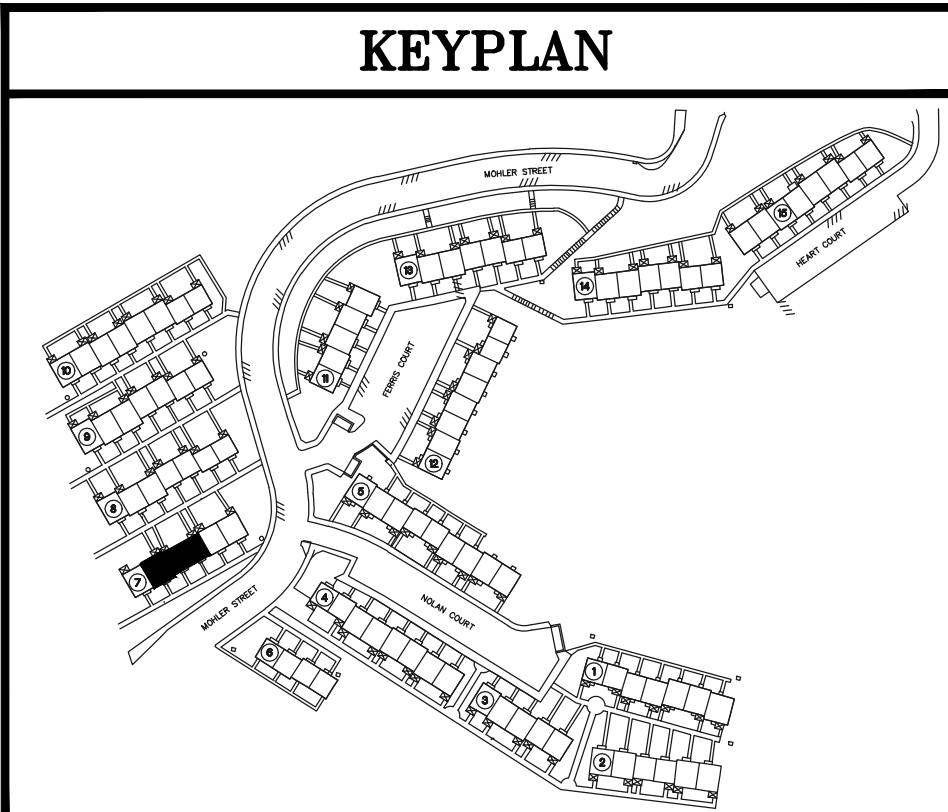 KEYPLAN
MOHLER STREET
15
HEART COURT
13
14
10
11
FERRIS COURT
9
12
8
5
7
MOHLER STREET
4
NOLAN COURT
6
1
3
2